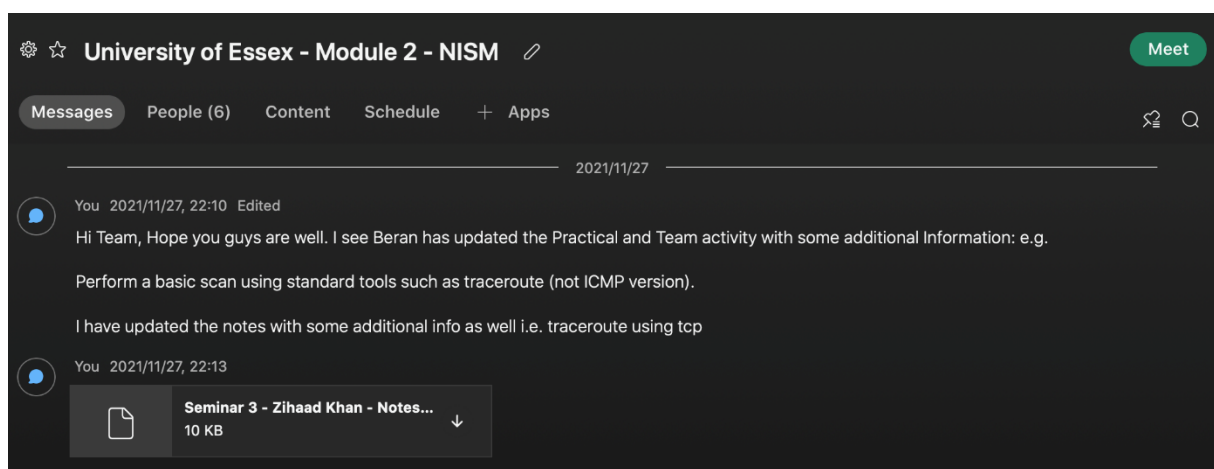 University of Essex - Module 2 - NISM
Meet
Messages People (6) Content Schedule + Apps
2021/11/27
You 2021/11/27, 22:10 Edited
Hi Team, Hope you guys are well. I see Beran has updated the Practical and Team activity with some additional Information: e.g.
Perform a basic scan using standard tools such as traceroute (not ICMP version).
I have updated the notes with some additional info as well i.e. traceroute using tcp
You 2021/11/27, 22:13
Seminar 3 - Zihaad Khan - Notes...
10 KB